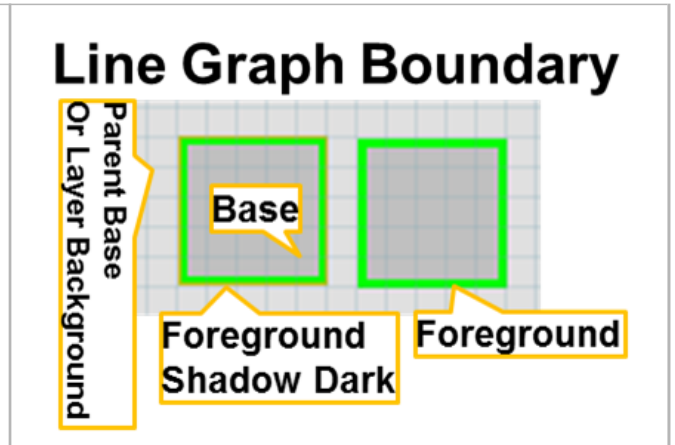 Line Graph Boundary
Parent Base
Or Layer Background
Base
Foreground
Shadow Dark
Foreground